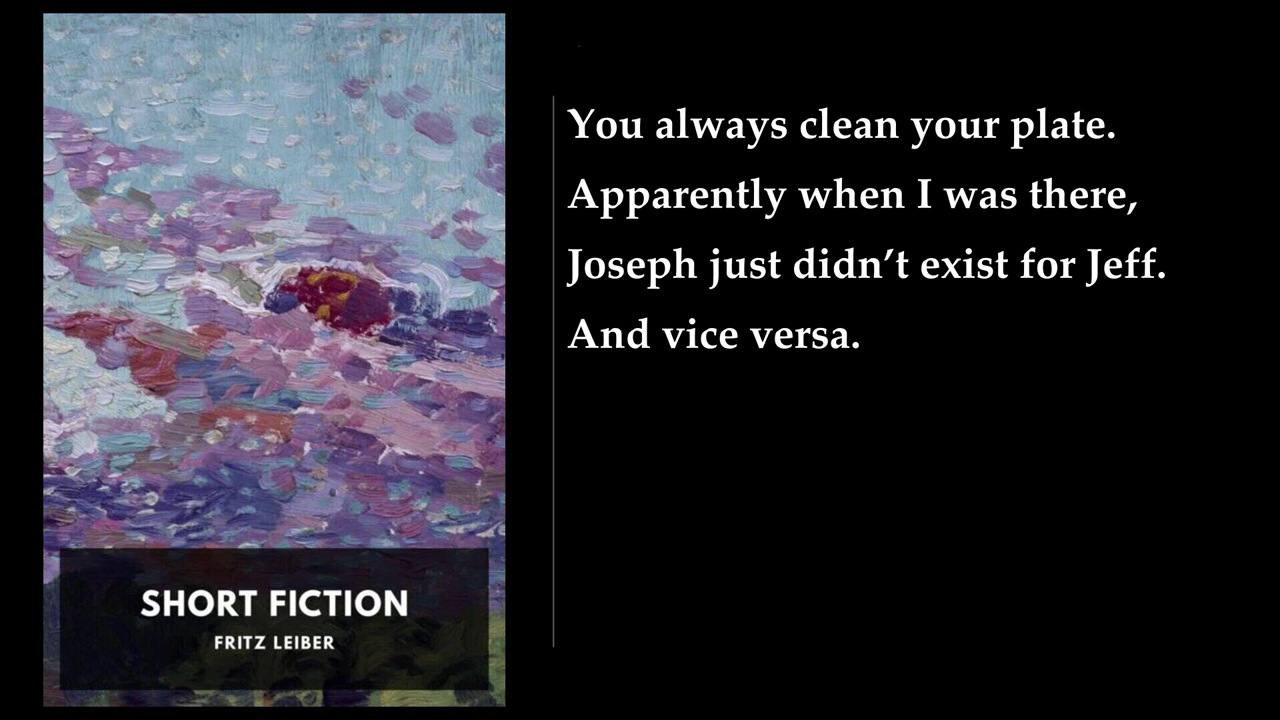 SHORT FICTION
FRITZ LEIBER
You always clean your plate.
Apparently when I was there,
Joseph just didn’t exist for Jeff.
And vice versa.